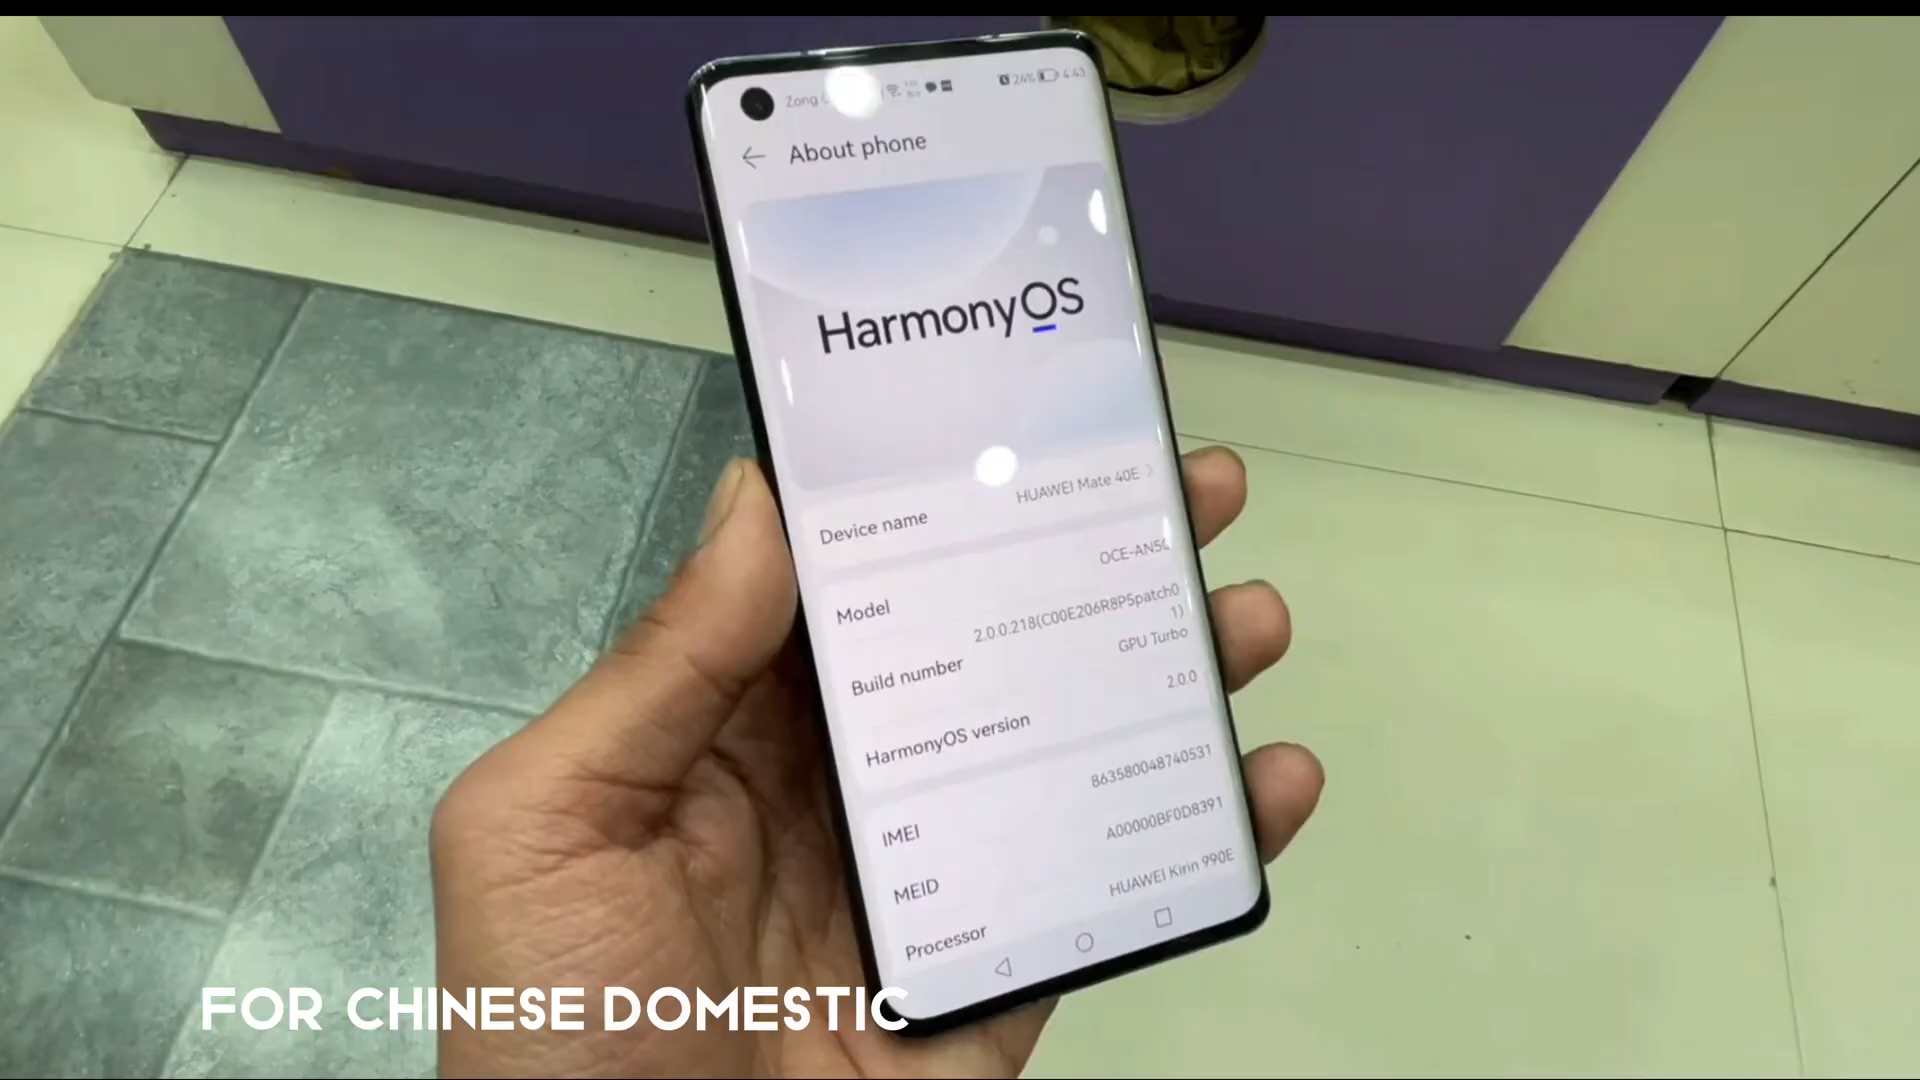 Zong
24%
4:43
About phone
HarmonyOS
Device name
HUAWEI Mate 40E
Model
OCE-AN50
Build number
2.0.0.218(C00E206R8P5patch0
1)
GPU Turbo
HarmonyOS version
2.0.0
IMEI
863580048740531
MEID
A00000BF0D8391
Processor
HUAWEI Kirin 990E
FOR CHINESE DOMESTIC